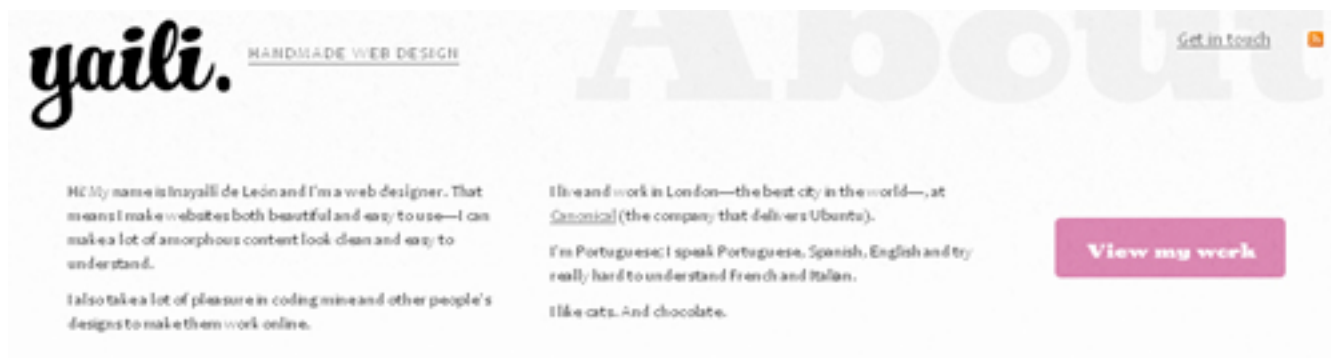 yaili.
HANDMADE WEB DESIGN
About
Get in touch
Hi! My name is Inayaili de León and I'm a web designer. That
means I make websites both beautiful and easy to use—I can
make a lot of amorphous content look clean and easy to
understand.
I also take a lot of pleasure in coding mine and other people's
designs to make them work online.
I live and work in London—the best city in the world—, at
Canonical (the company that delivers Ubuntu).
I'm Portuguese; I speak Portuguese, Spanish, English and try
really hard to understand French and Italian.
I like cats. And chocolate.
View my work